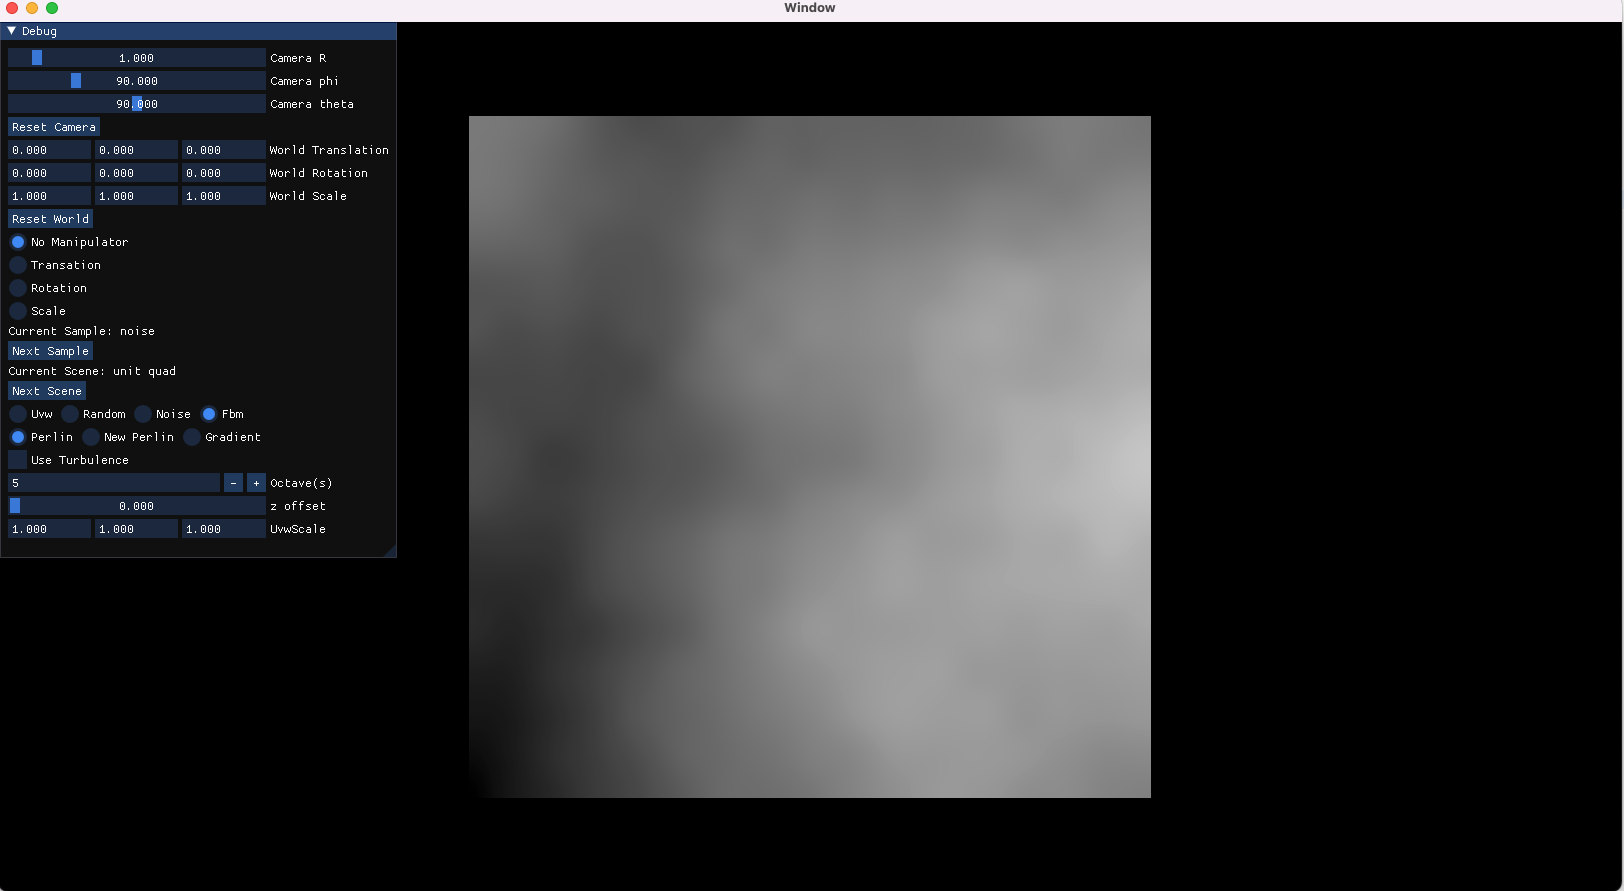 Window
Debug
1.000 Camera R
90.000 Camera phi
90.000 Camera theta
Reset Camera
0.000 0.000 0.000 World Translation
0.000 0.000 0.000 World Rotation
1.000 1.000 1.000 World Scale
Reset World
No Manipulator
Transation
Rotation
Scale
Current Sample: noise
Next Sample
Current Scene: unit quad
Next Scene
Uvw Random Noise Fbm
Perlin New Perlin Gradient
Use Turbulence
5 - + Octave(s)
0.000 z offset
1.000 1.000 1.000 UvwScale